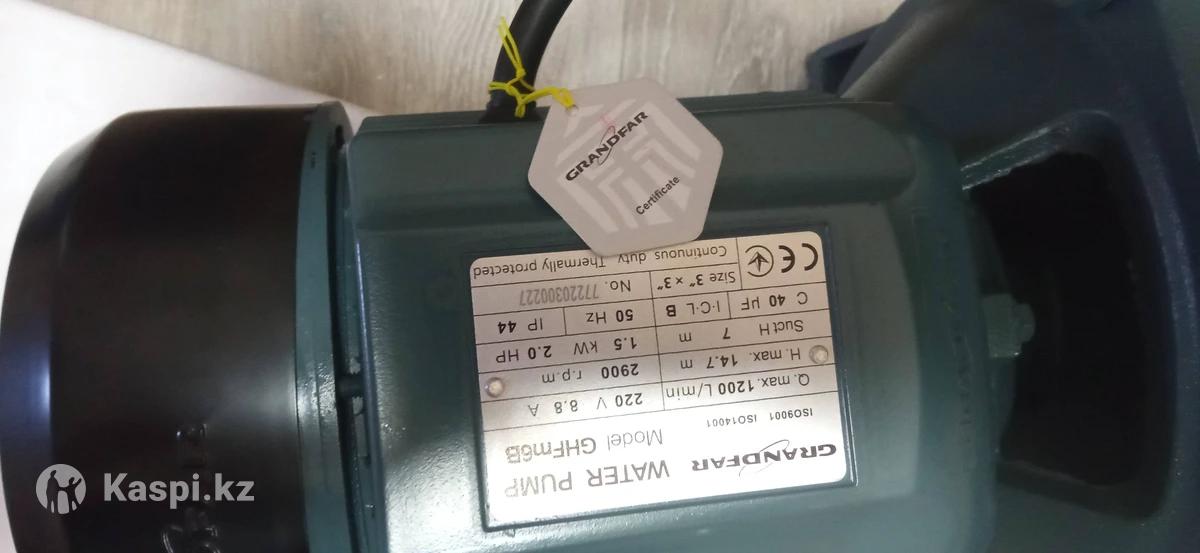 GRANDFAR
Certificate
GRANDFAR WATER PUMP
ISO9001 ISO14001 Model GHFm6B
Q. max. 1200 L/min 220 V 8.8 A
H. max. 14.7 m 2900 r.p.m
Suct H 7 m 1.5 kW 2.0 HP
C 40 µF I·C·L B 50 Hz IP 44
CE Size 3" x 3" No. 77220300227
Continuous duty Thermally protected
Kaspi.kz